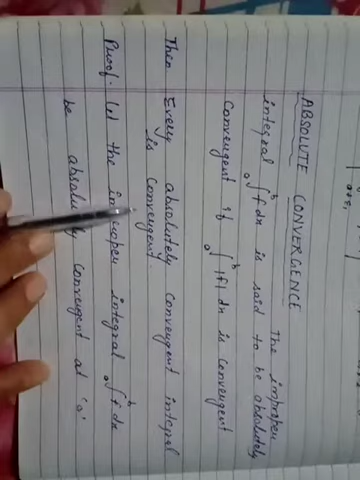 ABSOLUTE CONVERGENCE The improper
integral ₐ∫ᵇ f dx is said to be absolutely
convergent if ₐ∫ᵇ |f| dx is convergent
Thm Every absolutely convergent integral
is Convergent.
Proof. Let the improper integral ₐ∫ᵇ f dx
be absolutely convergent at 'a'